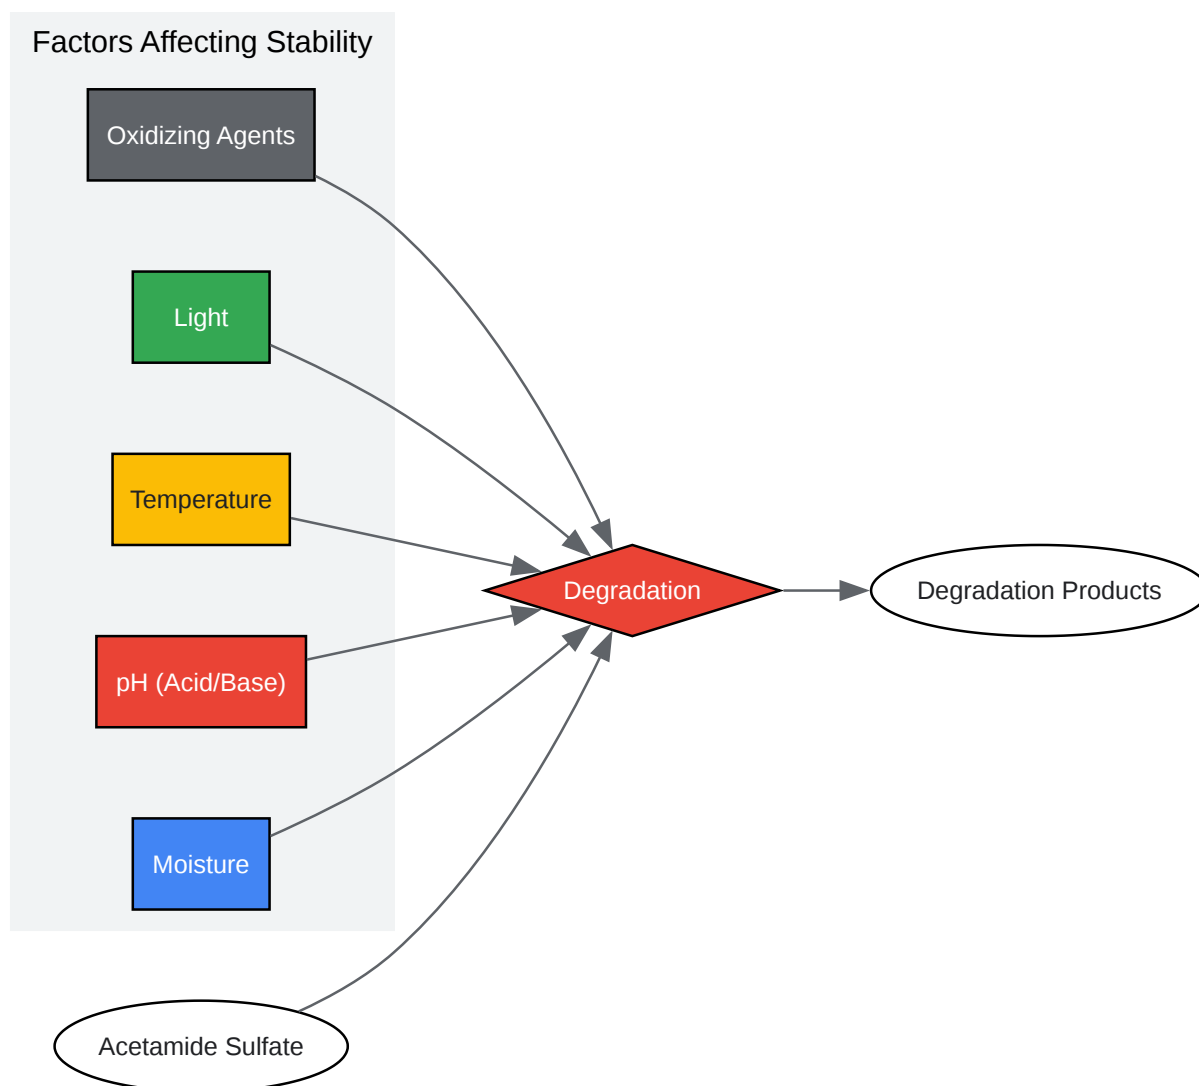 Factors Affecting Stability
Oxidizing Agents
Light
Temperature
Degradation
Degradation Products
pH (Acid/Base)
Moisture
Acetamide Sulfate